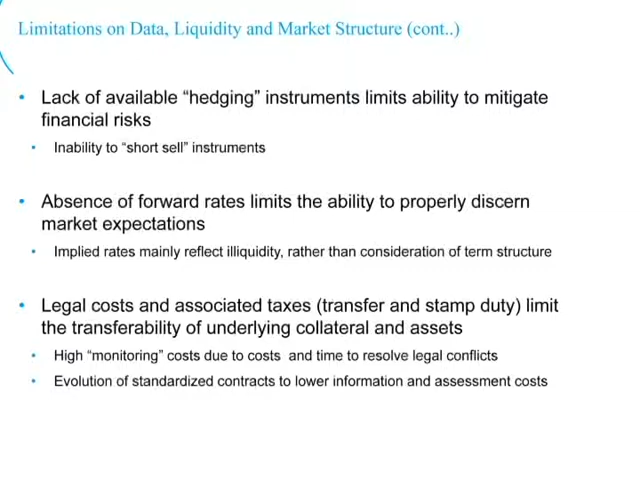 Limitations on Data, Liquidity and Market Structure (cont..)
• Lack of available “hedging” instruments limits ability to mitigate
financial risks
• Inability to “short sell” instruments
• Absence of forward rates limits the ability to properly discern
market expectations
• Implied rates mainly reflect illiquidity, rather than consideration of term structure
• Legal costs and associated taxes (transfer and stamp duty) limit
the transferability of underlying collateral and assets
• High “monitoring” costs due to costs and time to resolve legal conflicts
• Evolution of standardized contracts to lower information and assessment costs